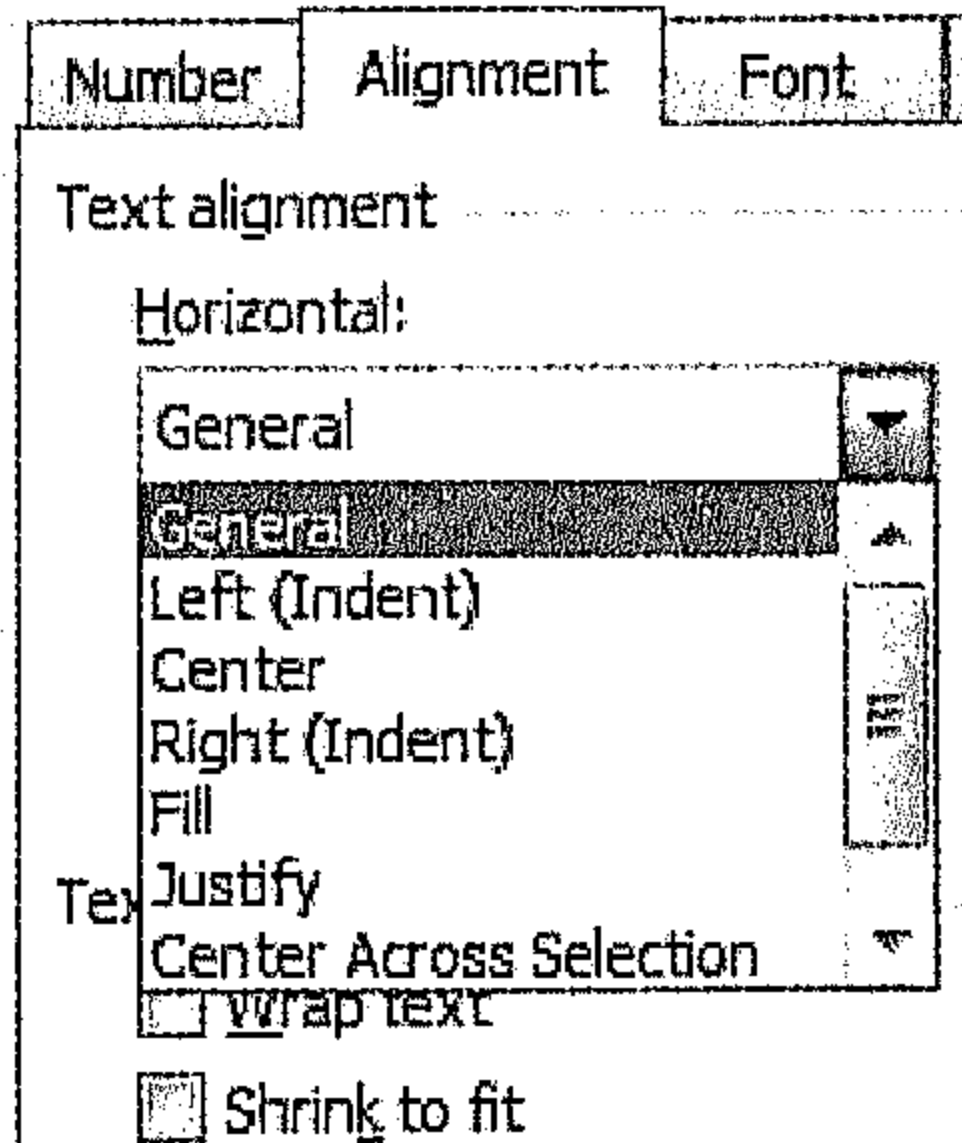 Number Alignment Font
Text alignment
Horizontal:
General
General
Left (Indent)
Center
Right (Indent)
Fill
Justify
Tex
Center Across Selection
Wrap text
Shrink to fit